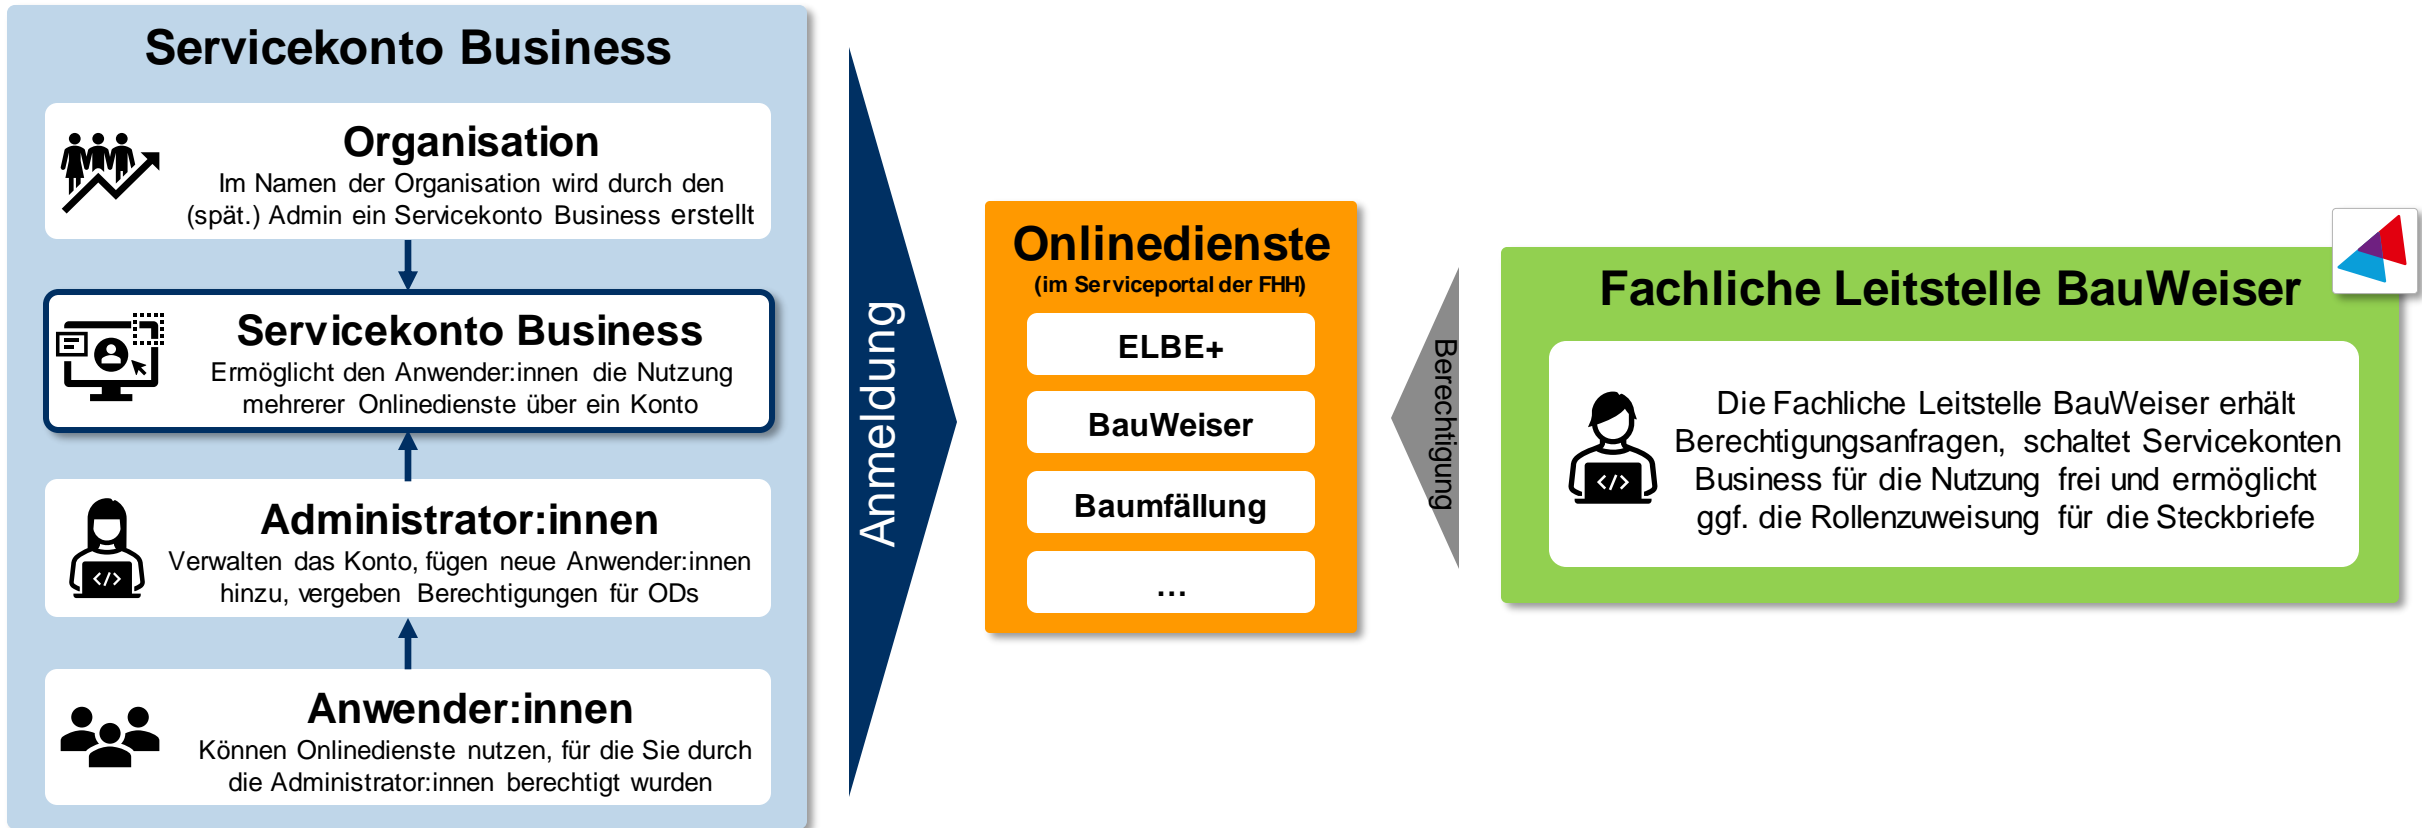 Servicekonto Business
Organisation
Im Namen der Organisation wird durch den
(spät.) Admin ein Servicekonto Business erstellt
Servicekonto Business
Ermöglicht den Anwender:innen die Nutzung
mehrerer Onlinedienste über ein Konto
Administrator:innen
Verwalten das Konto, fügen neue Anwender:innen
hinzu, vergeben Berechtigungen für ODs
</>
Anwender:innen
Können Onlinedienste nutzen, für die Sie durch
die Administrator:innen berechtigt wurden
Anmeldung
Onlinedienste
(im Serviceportal der FHH)
ELBE+
BauWeiser
Baumfällung
...
Berechtigung
Fachliche Leitstelle BauWeiser
Die Fachliche Leitstelle BauWeiser erhält
Berechtigungsanfragen, schaltet Servicekonten
Business für die Nutzung frei und ermöglicht
ggf. die Rollenzuweisung für die Steckbriefe
</>